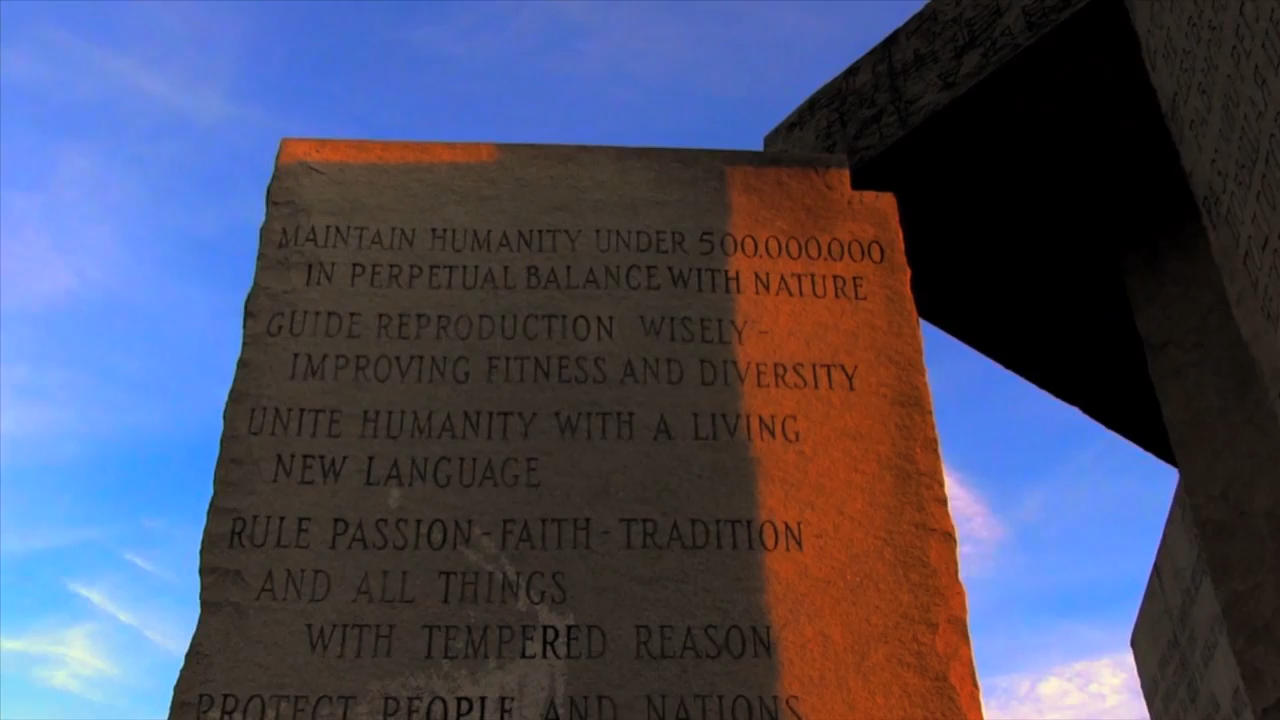 MAINTAIN HUMANITY UNDER 500,000,000
IN PERPETUAL BALANCE WITH NATURE
GUIDE REPRODUCTION WISELY -
IMPROVING FITNESS AND DIVERSITY
UNITE HUMANITY WITH A LIVING
NEW LANGUAGE
RULE PASSION - FAITH - TRADITION -
AND ALL THINGS
WITH TEMPERED REASON
PROTECT PEOPLE AND NATIONS